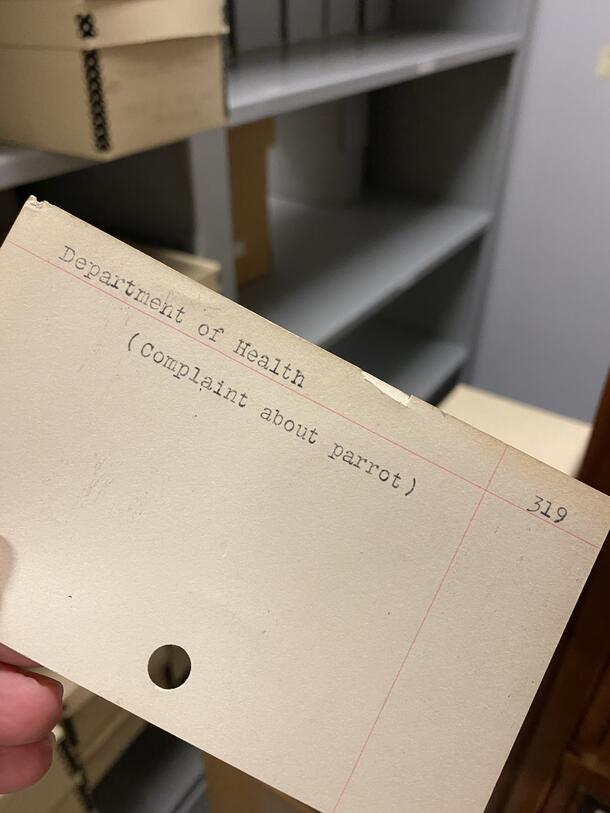 Department of Health
(Complaint about parrot)
319